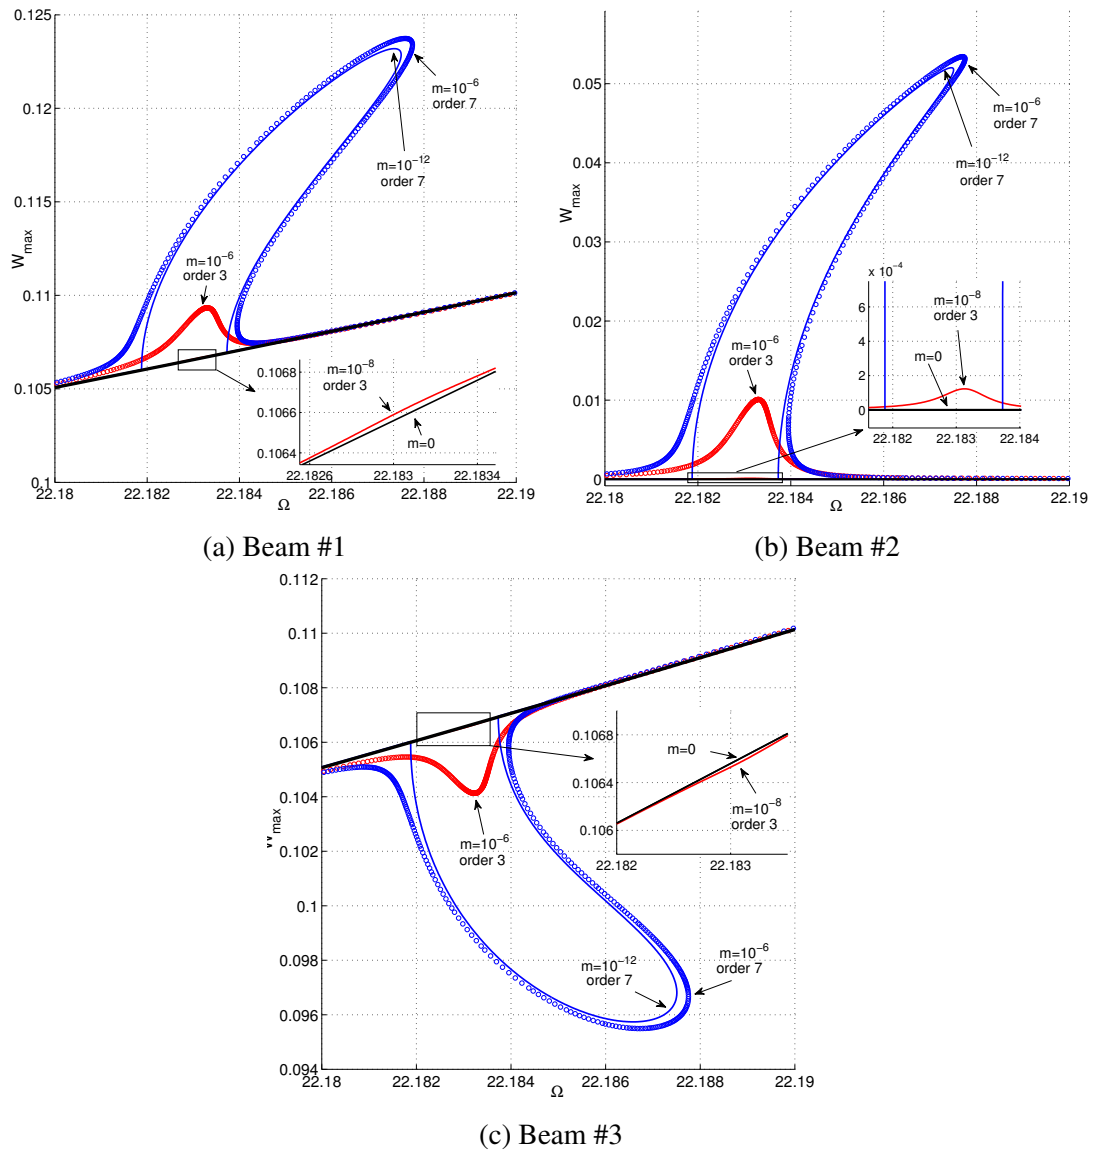 0.125
0.12
0.115
0.11
0.105
0.1
W_max
m=10^−6
order 7
m=10^−12
order 7
m=10^−6
order 3
0.1068
0.1066
0.1064
m=10^−8
order 3
m=0
22.1826 22.183 22.1834
22.18 22.182 22.184 22.186 22.188 22.19
Ω
(a) Beam #1
0.05
0.04
0.03
0.02
0.01
0
W_max
m=10^−6
order 7
m=10^−12
order 7
m=10^−6
order 3
x 10^−4
6
4
2
0
m=10^−8
order 3
m=0
22.182 22.183 22.184
22.18 22.182 22.184 22.186 22.188 22.19
Ω
(b) Beam #2
0.112
0.11
0.108
0.106
0.104
0.102
0.1
0.098
0.096
0.094
W_max
m=10^−6
order 3
0.1068
0.1064
0.106
m=0
m=10^−8
order 3
22.182 22.183
m=10^−12
order 7
m=10^−6
order 7
22.18 22.182 22.184 22.186 22.188 22.19
Ω
(c) Beam #3